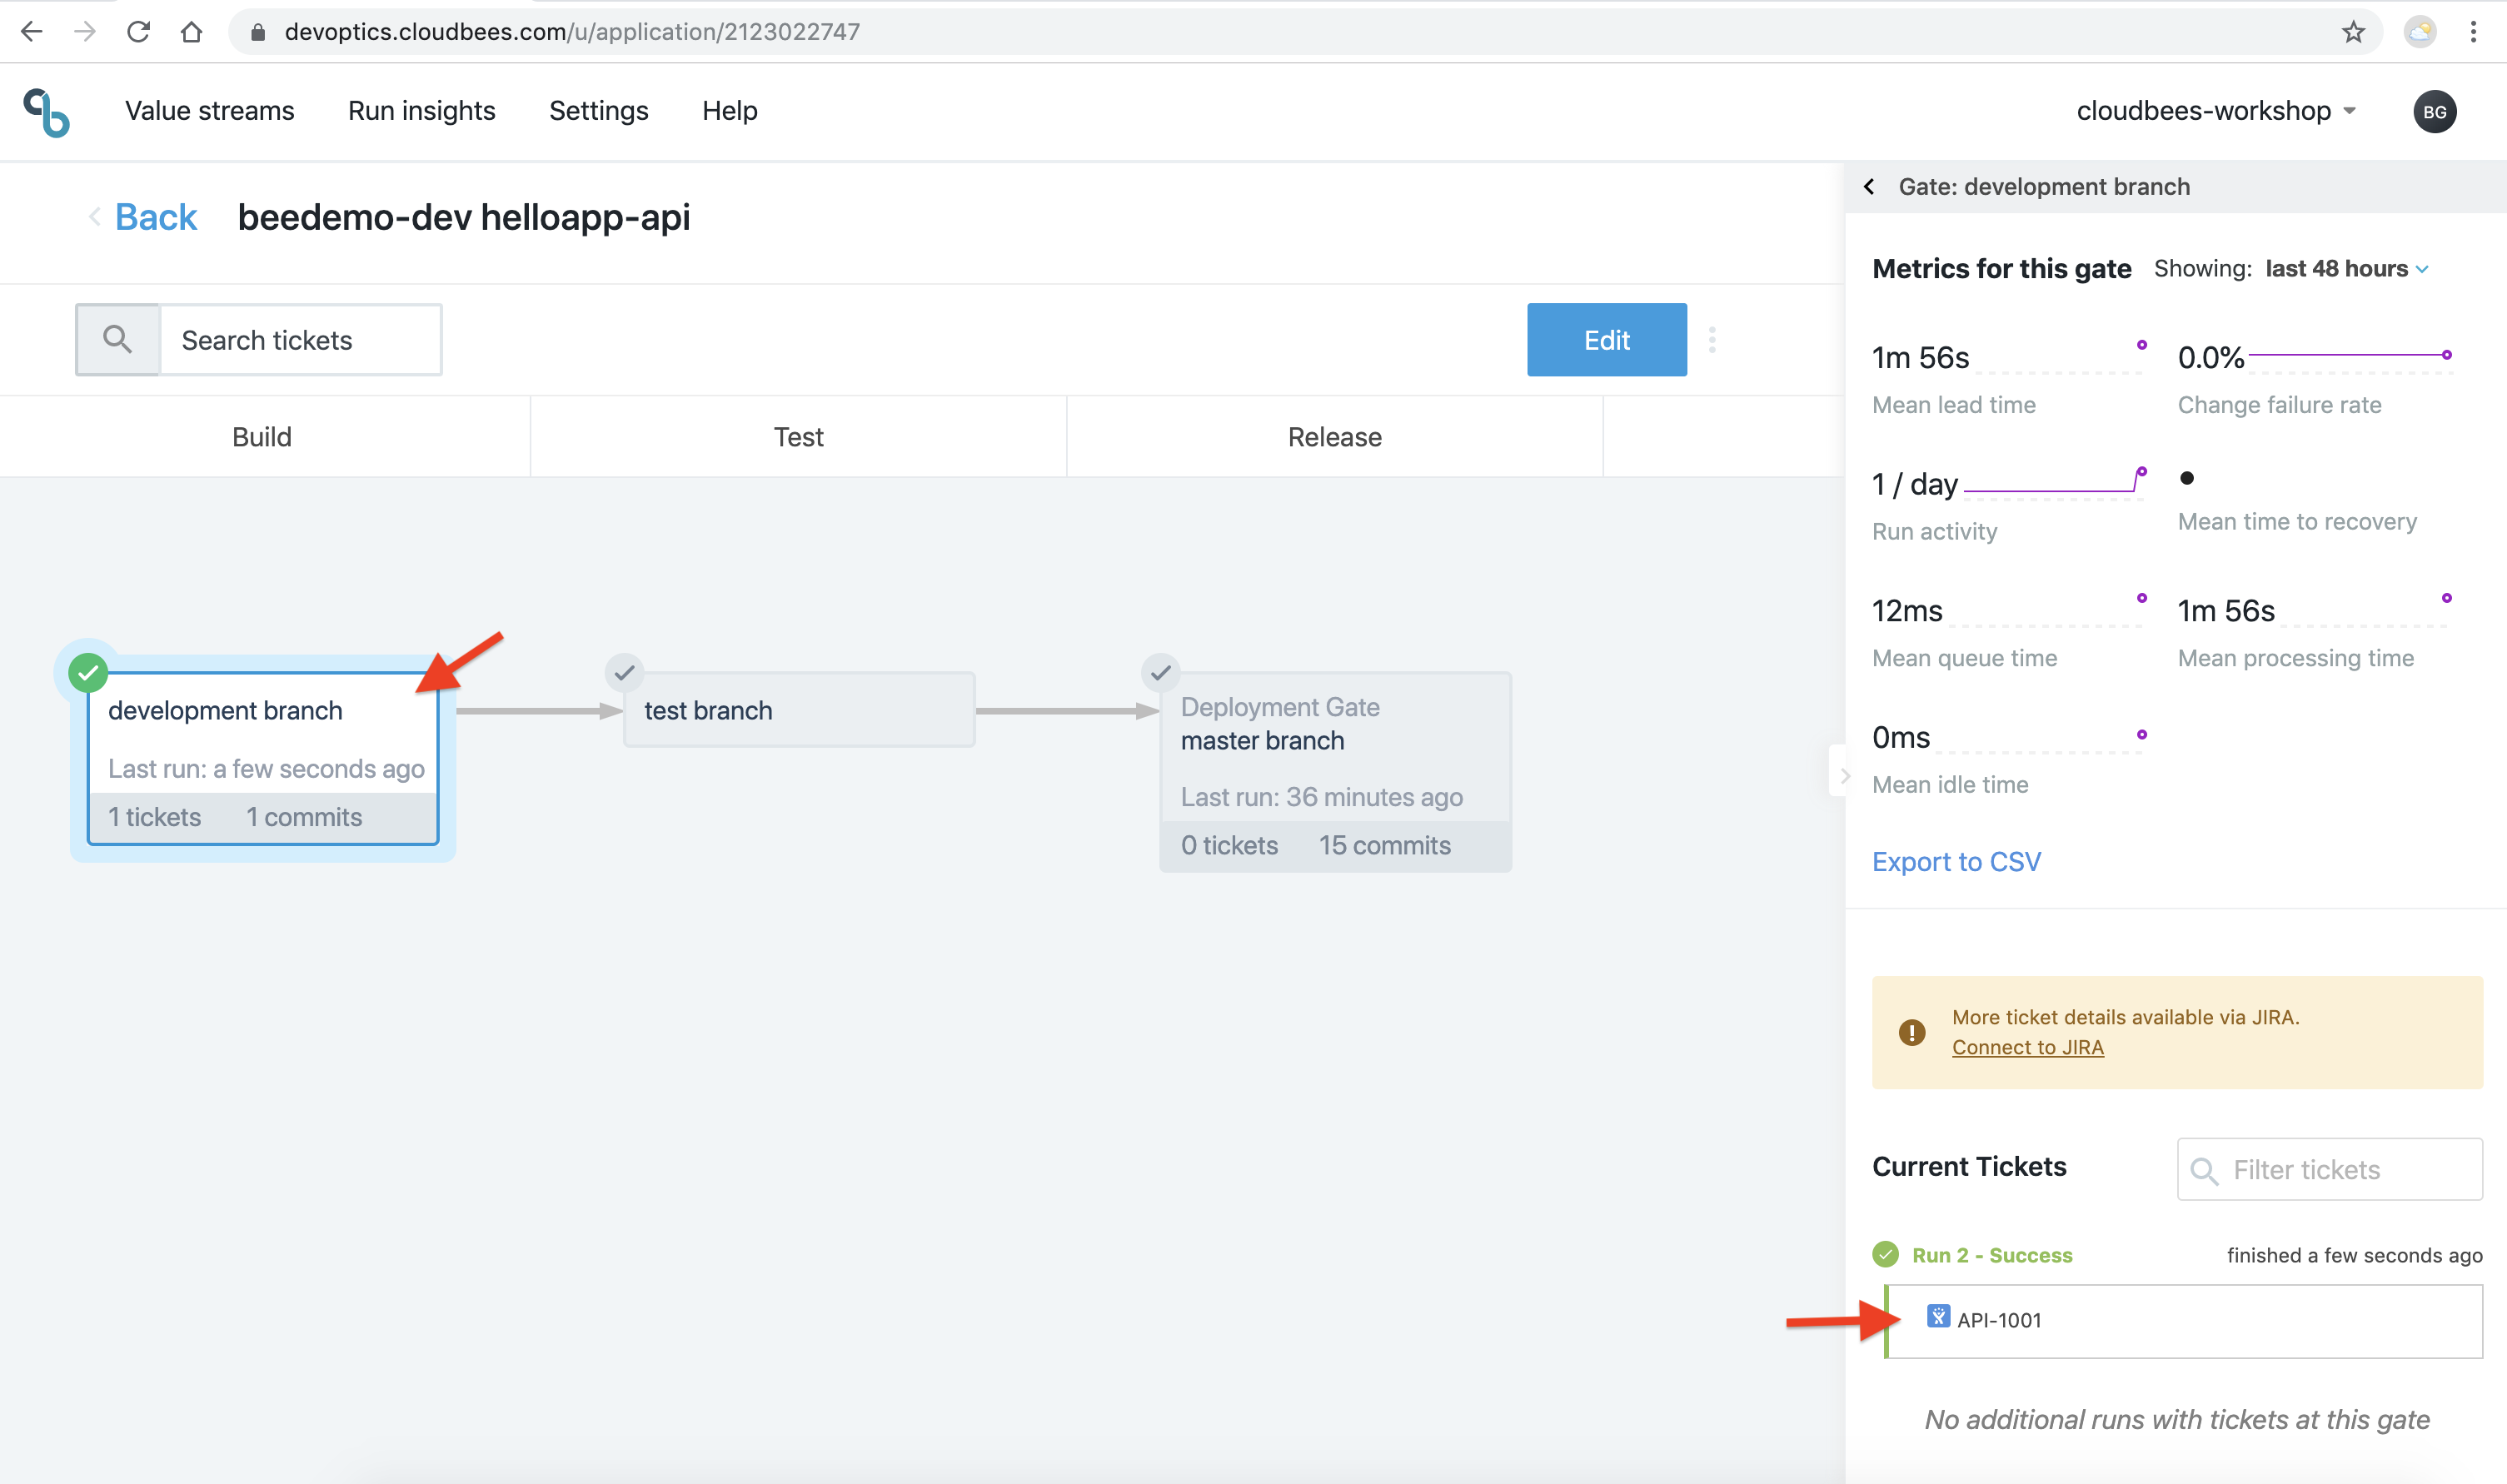 devoptics.cloudbees.com/u/application/2123022747
Value streams
Run insights
Settings
Help
cloudbees-workshop
BG
Back
beedemo-dev helloapp-api
Search tickets
Edit
Build
Test
Release
development branch
Last run: a few seconds ago
1 tickets
1 commits
test branch
Deployment Gate
master branch
Last run: 36 minutes ago
0 tickets
15 commits
Gate: development branch
Metrics for this gate
Showing: last 48 hours
1m 56s
Mean lead time
0.0%
Change failure rate
1 / day
Run activity
Mean time to recovery
12ms
Mean queue time
1m 56s
Mean processing time
0ms
Mean idle time
Export to CSV
More ticket details available via JIRA.
Connect to JIRA
Current Tickets
Filter tickets
Run 2 - Success
finished a few seconds ago
API-1001
No additional runs with tickets at this gate